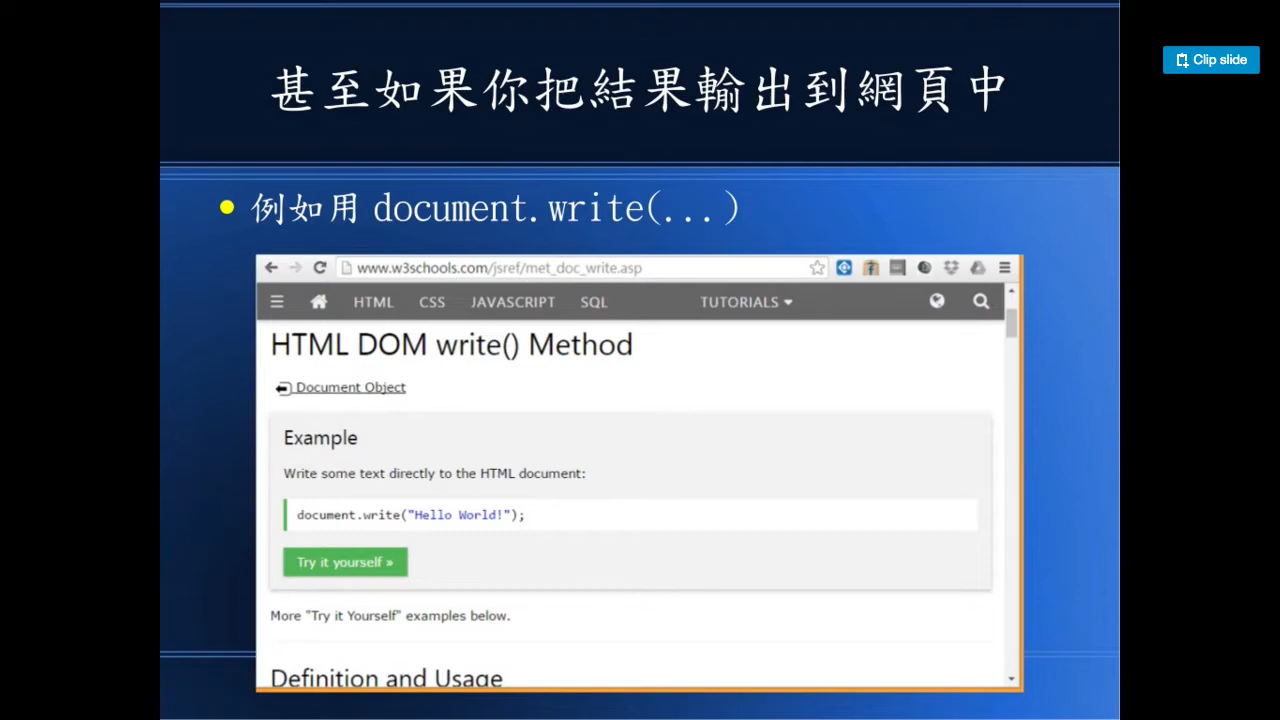 Clip slide
甚至如果你把結果輸出到網頁中
例如用 document.write(...)
www.w3schools.com/jsref/met_doc_write.asp
HTML CSS JAVASCRIPT SQL TUTORIALS
HTML DOM write() Method
Document Object
Example
Write some text directly to the HTML document:
document.write("Hello World!");
Try it yourself »
More "Try it Yourself" examples below.
Definition and Usage